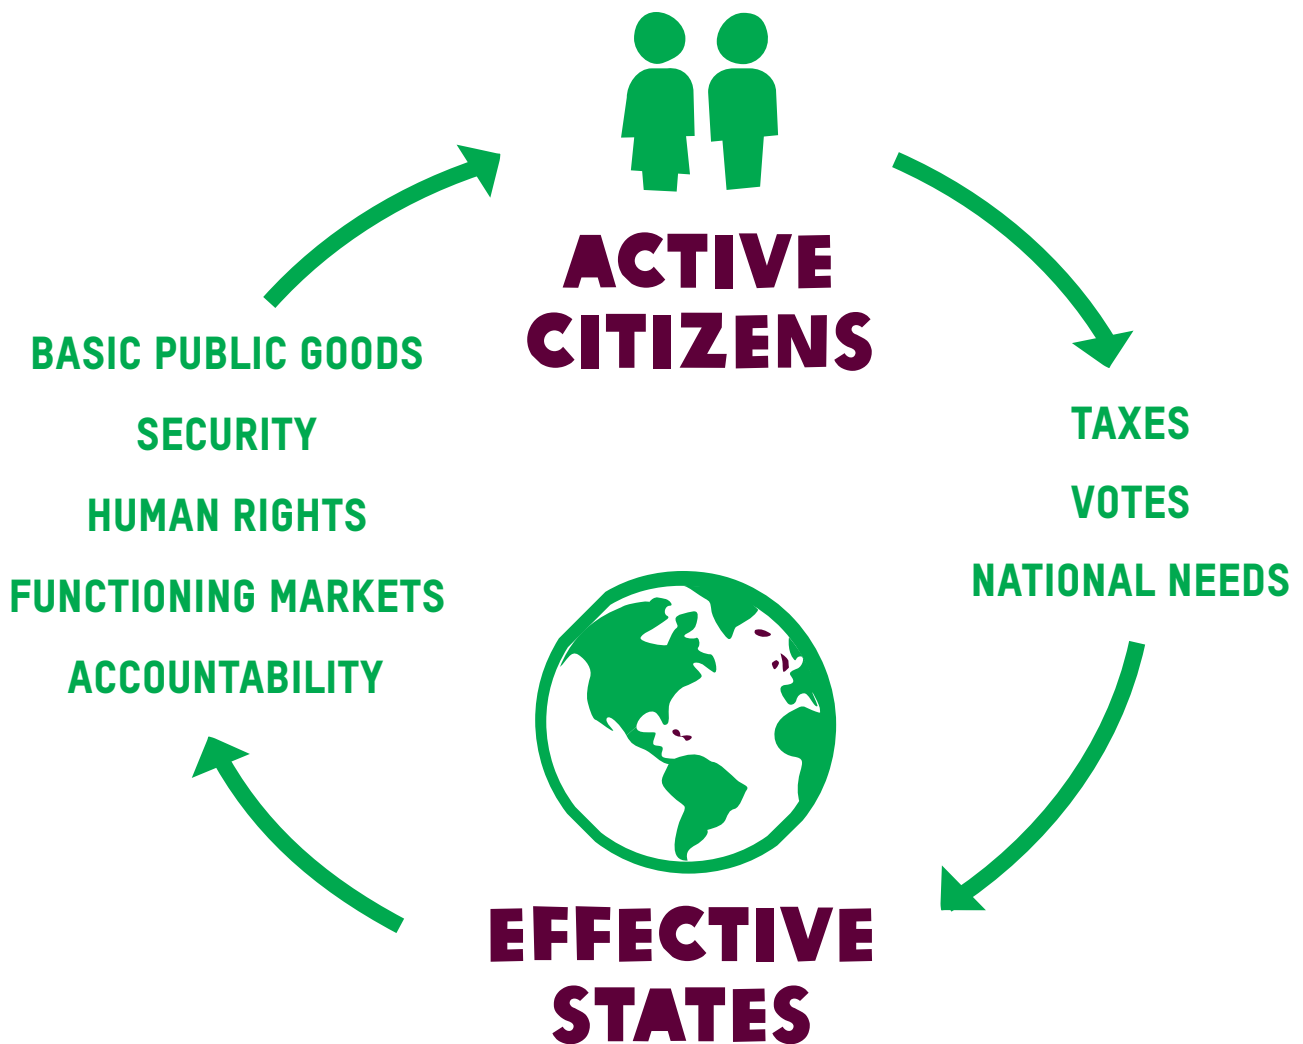 ACTIVE
CITIZENS
BASIC PUBLIC GOODS
SECURITY
HUMAN RIGHTS
FUNCTIONING MARKETS
ACCOUNTABILITY
TAXES
VOTES
NATIONAL NEEDS
EFFECTIVE
STATES